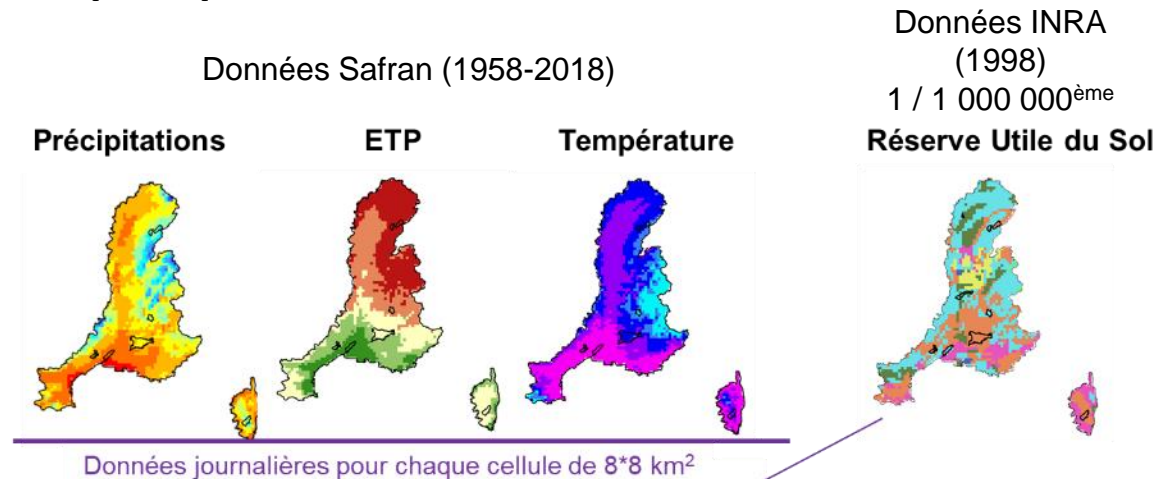 Données Safran (1958-2018)
Données INRA
(1998)
1 / 1 000 000ème
Précipitations
ETP
Température
Réserve Utile du Sol
Données journalières pour chaque cellule de 8*8 km²